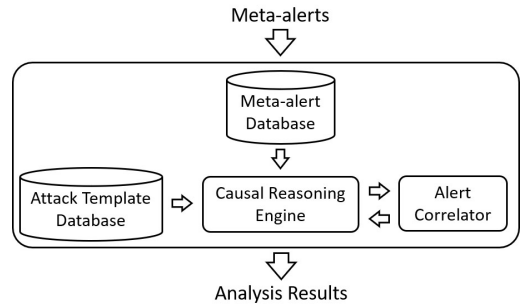 Meta-alerts
Meta-alert
Database
Attack Template
Database
Causal Reasoning
Engine
Alert
Correlator
Analysis Results